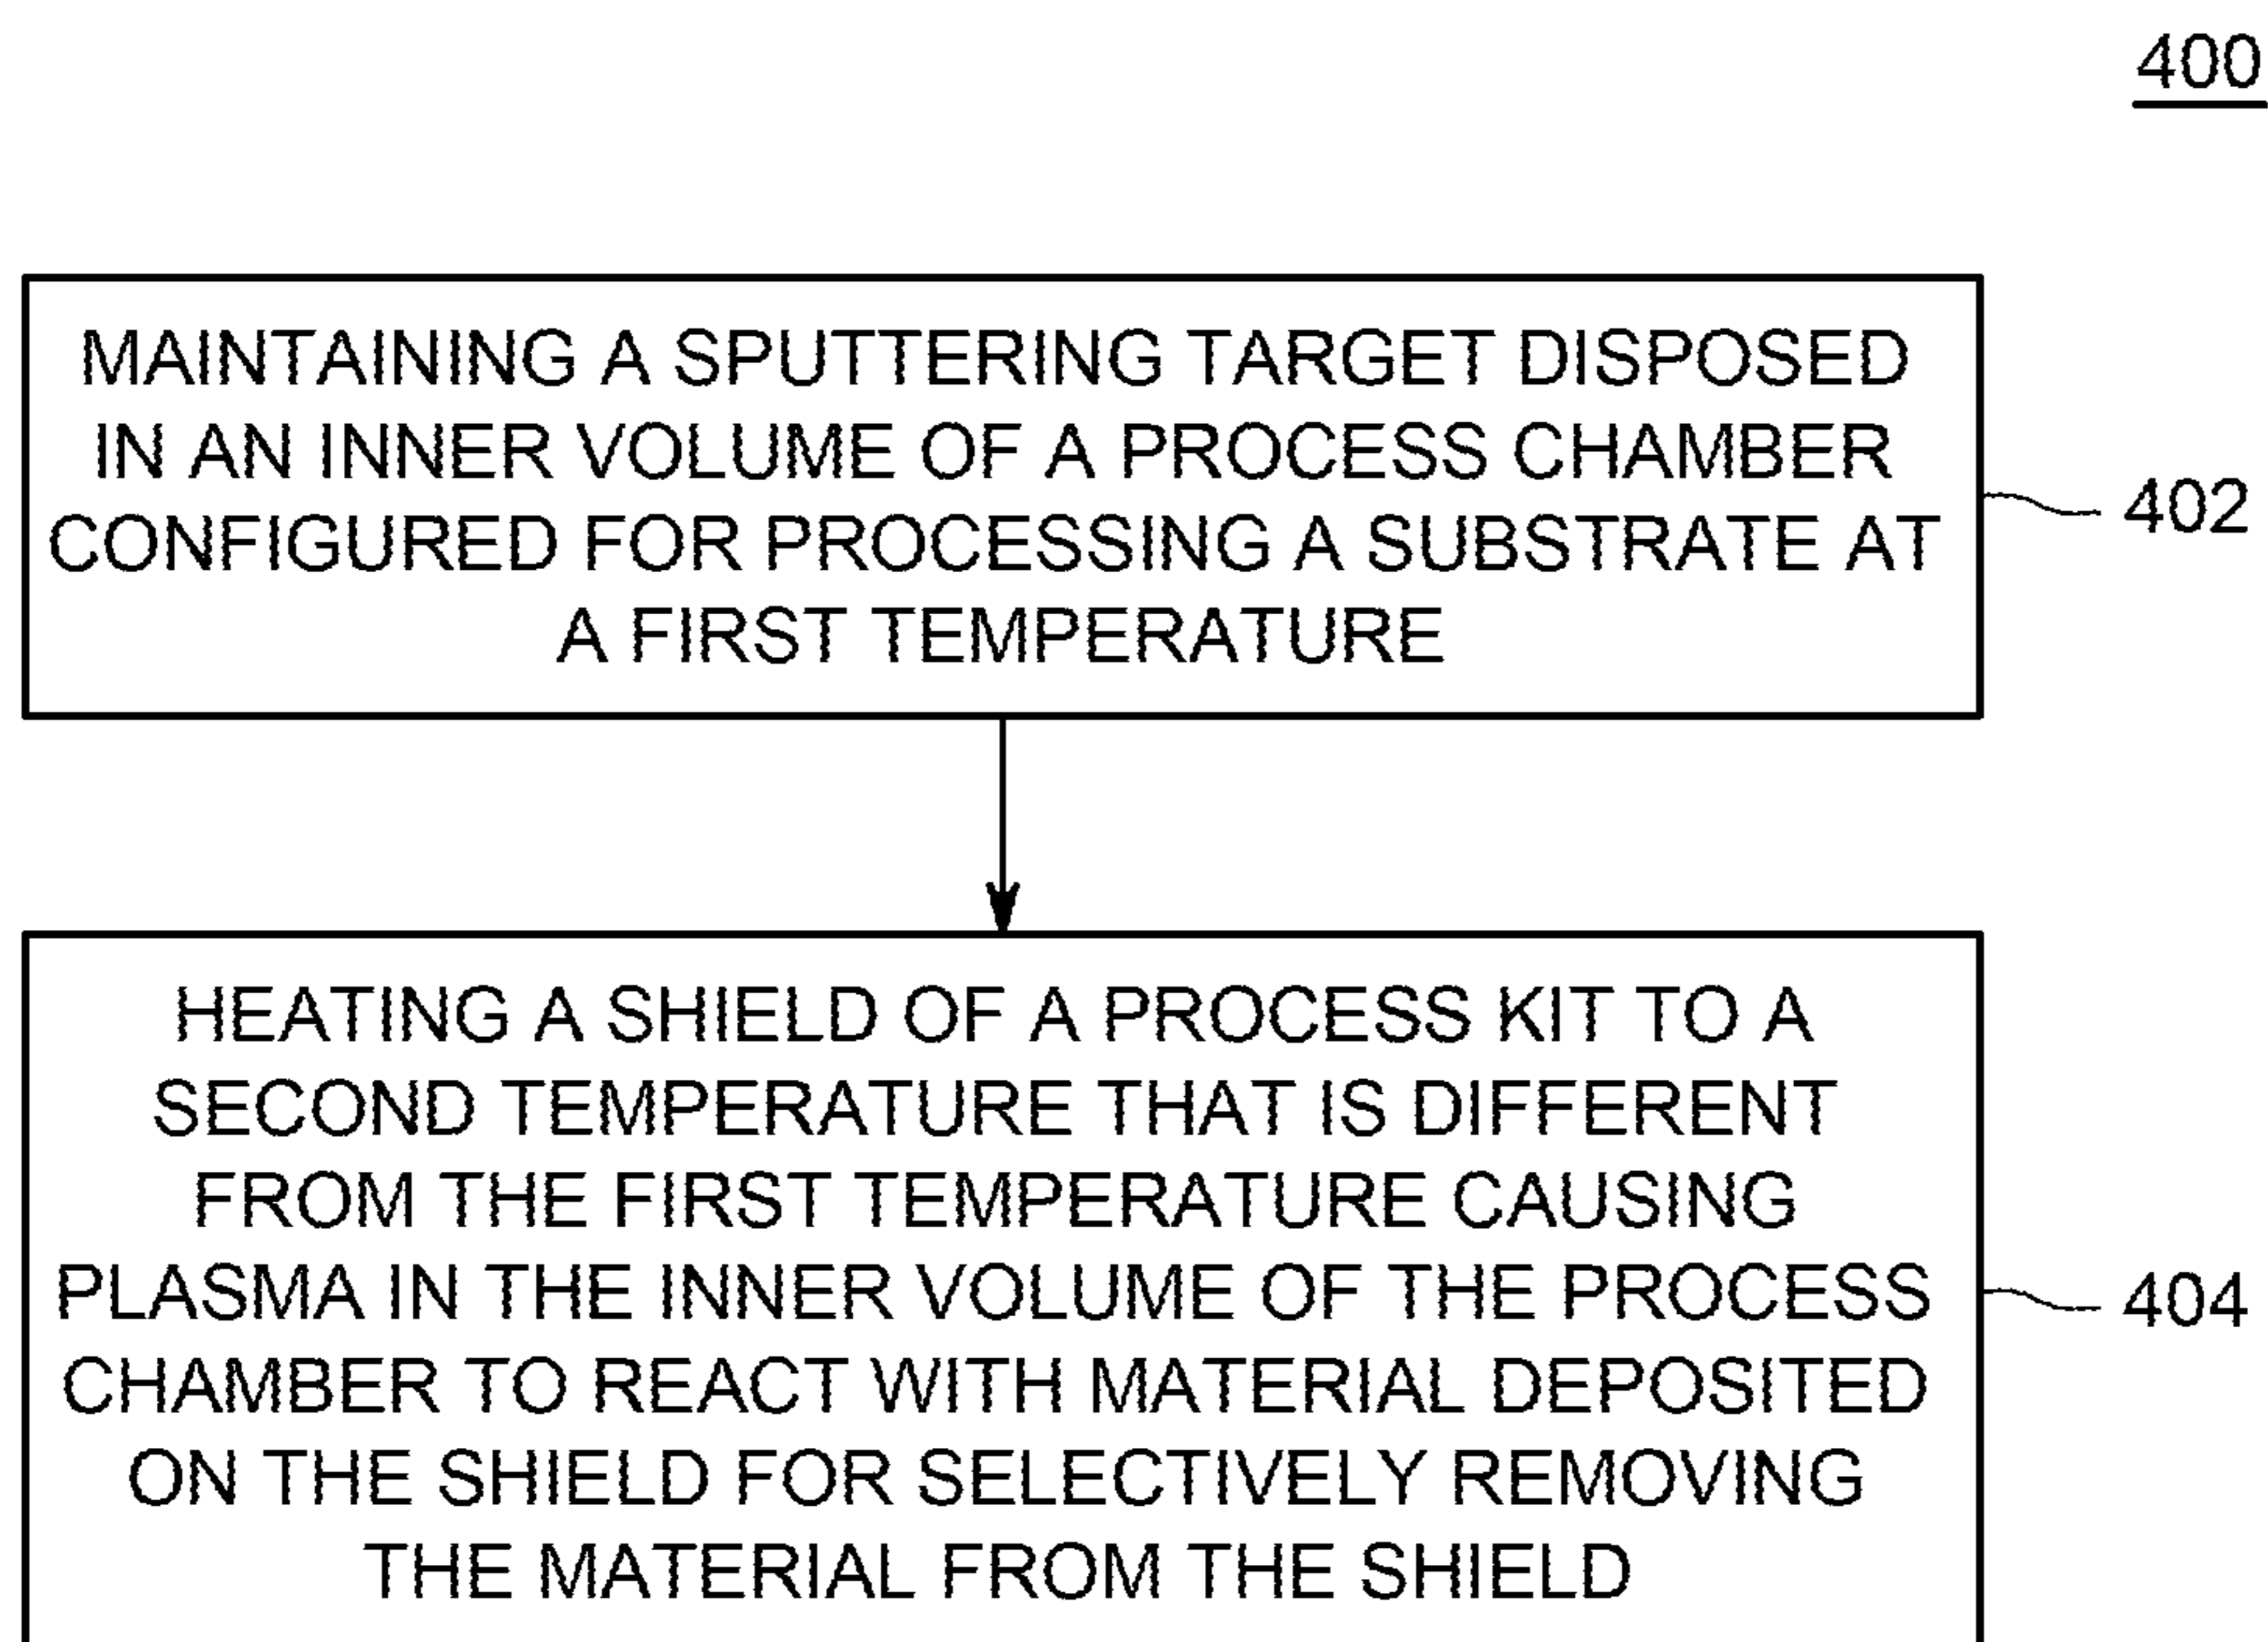 400
MAINTAINING A SPUTTERING TARGET DISPOSED
IN AN INNER VOLUME OF A PROCESS CHAMBER
CONFIGURED FOR PROCESSING A SUBSTRATE AT
A FIRST TEMPERATURE
402
HEATING A SHIELD OF A PROCESS KIT TO A
SECOND TEMPERATURE THAT IS DIFFERENT
FROM THE FIRST TEMPERATURE CAUSING
PLASMA IN THE INNER VOLUME OF THE PROCESS
CHAMBER TO REACT WITH MATERIAL DEPOSITED
ON THE SHIELD FOR SELECTIVELY REMOVING
THE MATERIAL FROM THE SHIELD
404